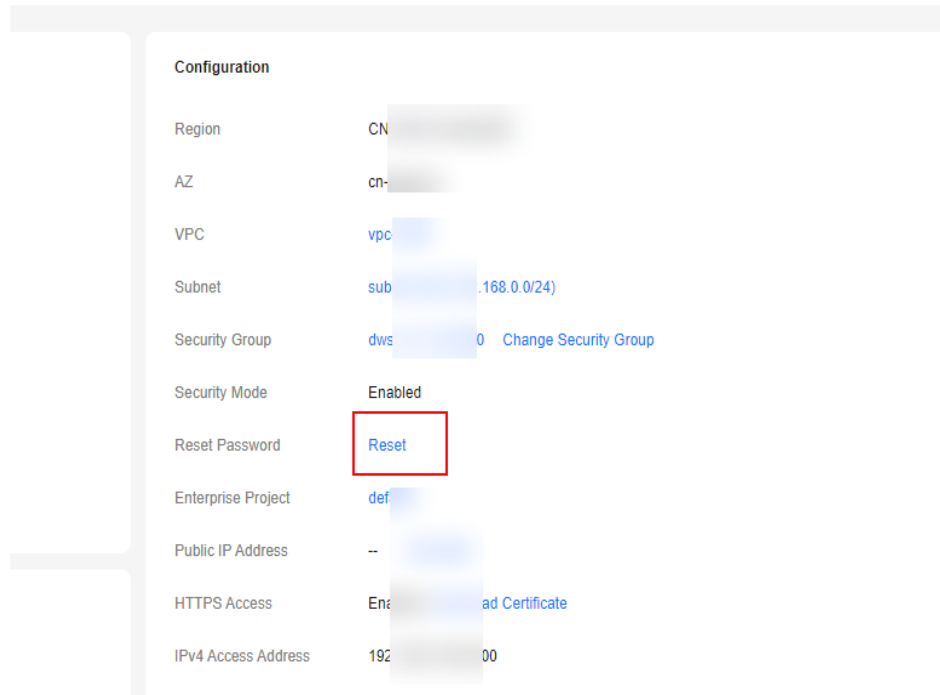 Configuration
Region CN
AZ cn-
VPC vpc-
Subnet sub .168.0.0/24)
Security Group dws 0 Change Security Group
Security Mode Enabled
Reset Password Reset
Enterprise Project def
Public IP Address --
HTTPS Access Ena ad Certificate
IPv4 Access Address 192 00